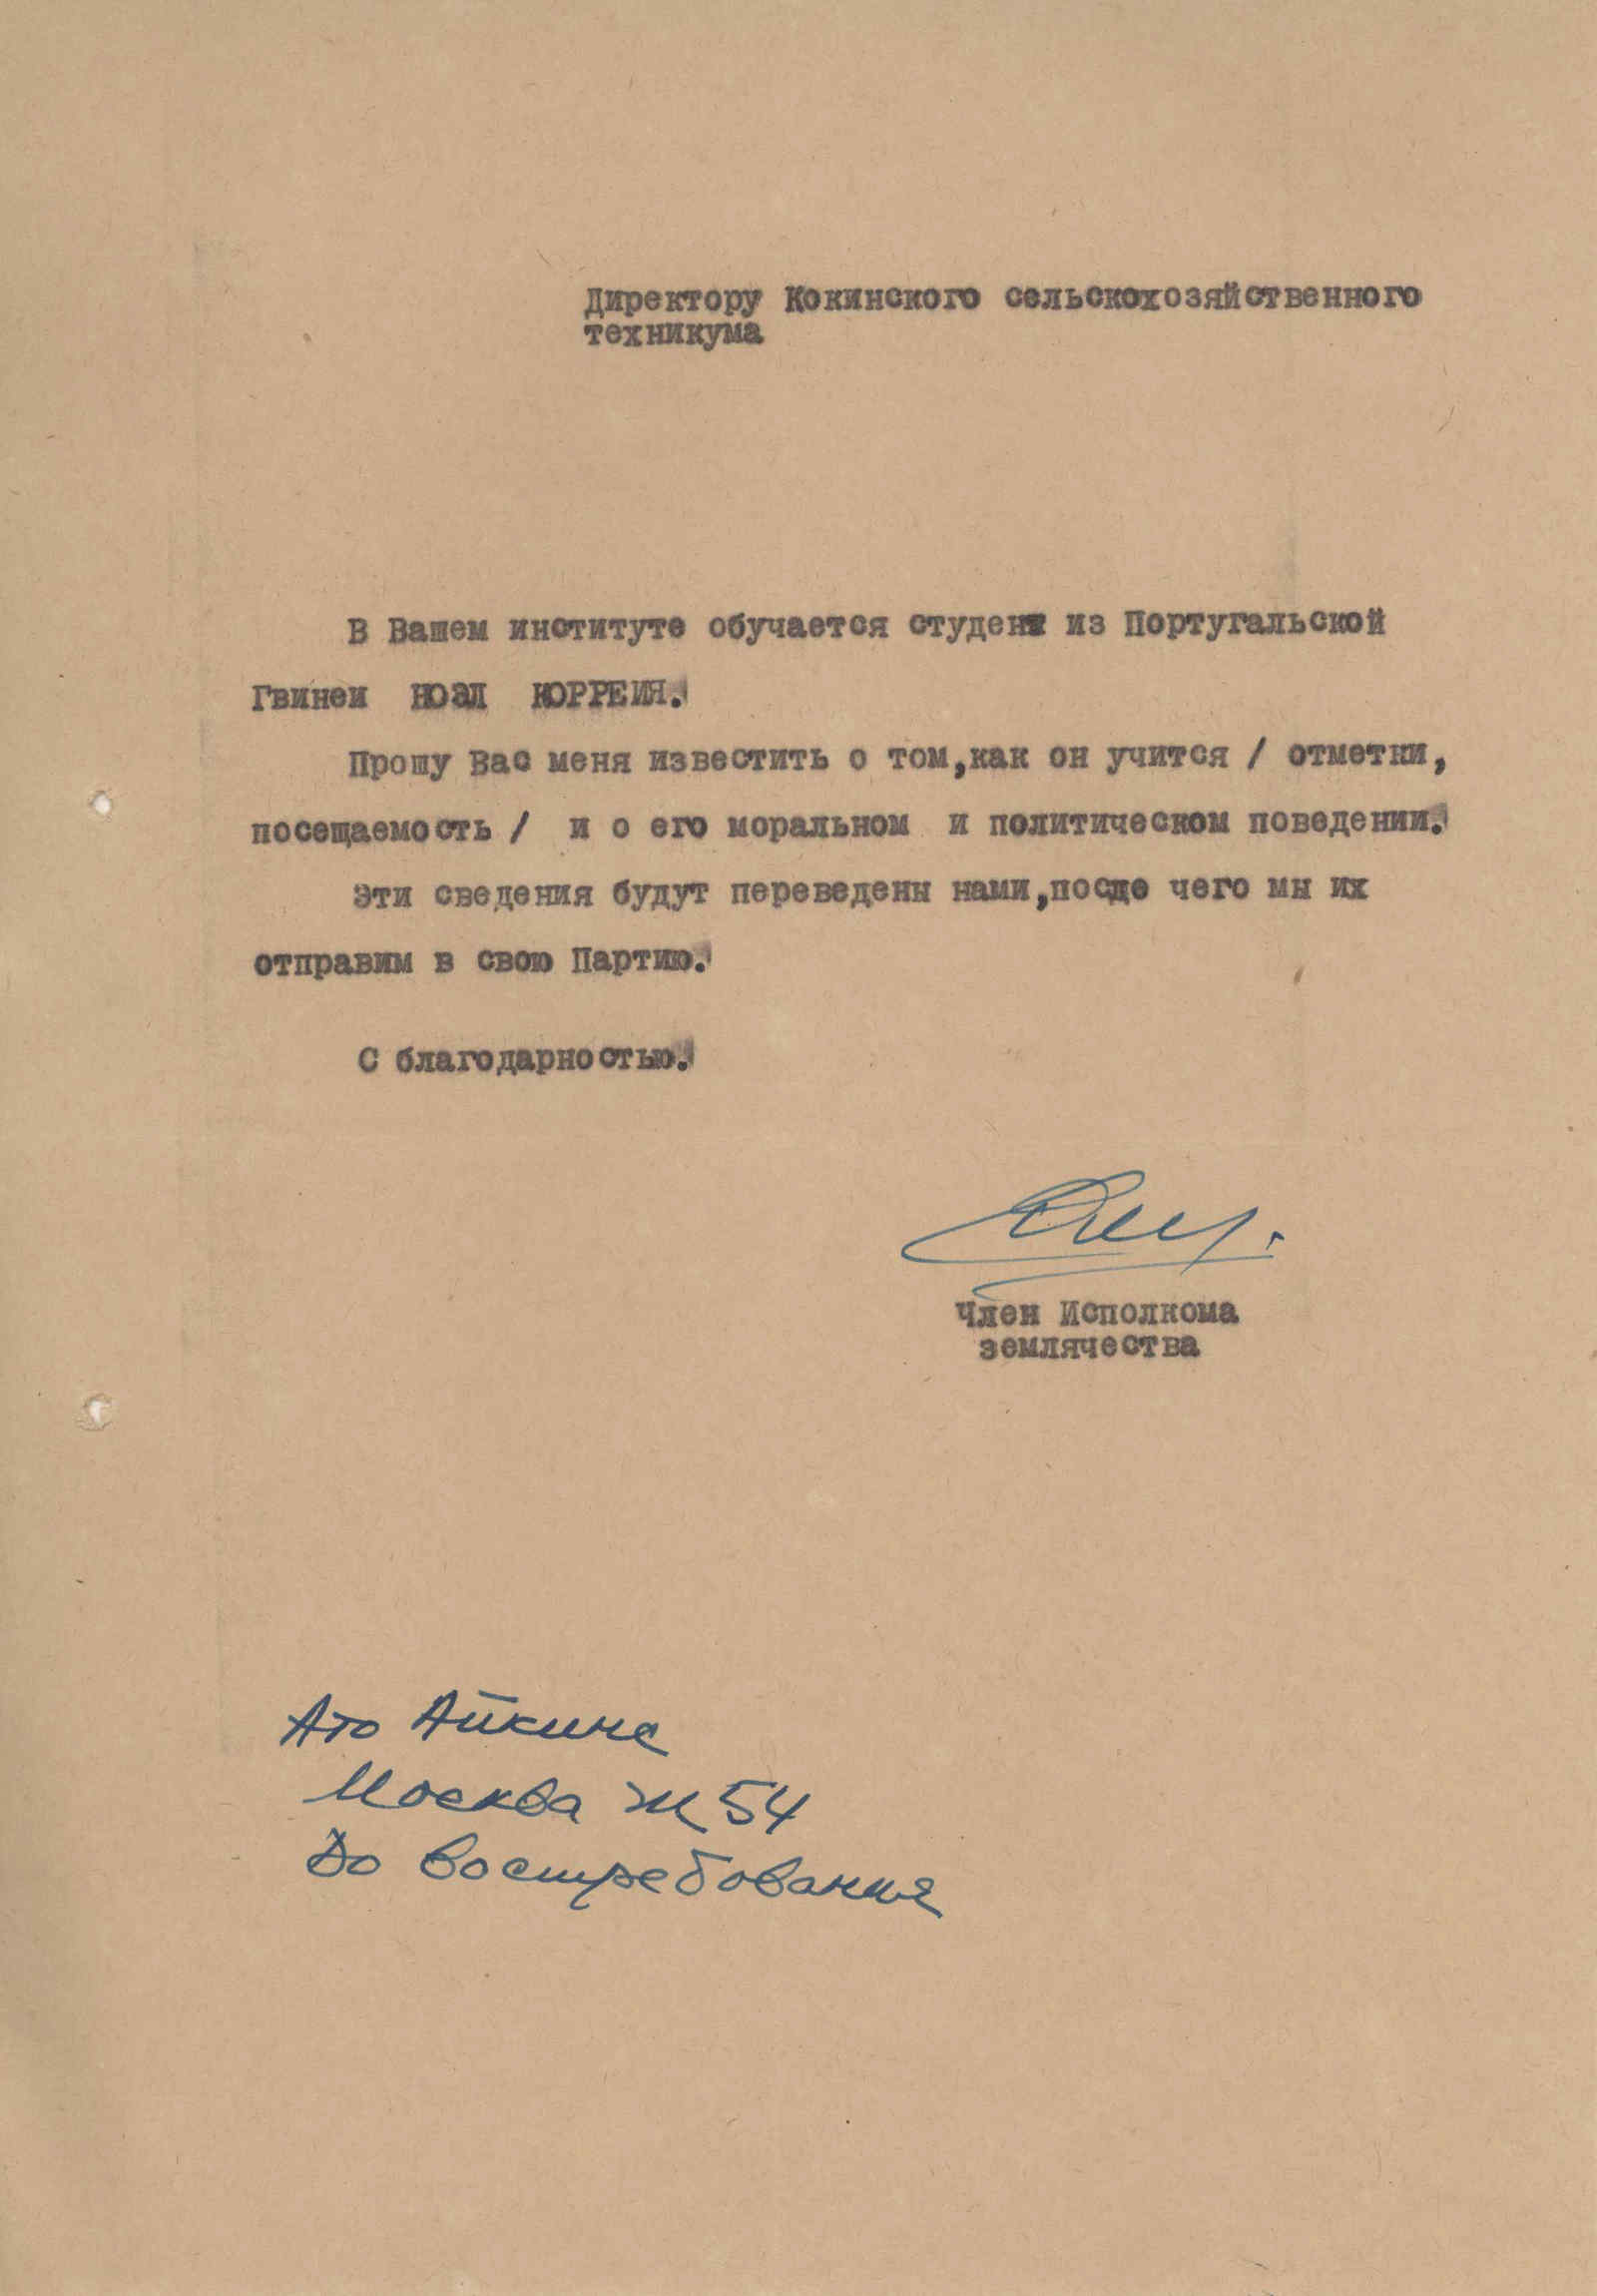 Директору Кокинского сельскохозяйственного
техникума
В Вашем институте обучается студент из Португальской
Гвинеи НОЭЛ КОРРЕИЯ.
Прошу Вас меня известить о том,как он учится / отметки,
посещаемость / и о его моральном и политическом поведении.
Эти сведения будут переведены нами,после чего мы их
отправим в свою Партию.
С благодарностью.
Член Исполкома
землячества
Ато Айкине
Москва Ж 54
До востребования